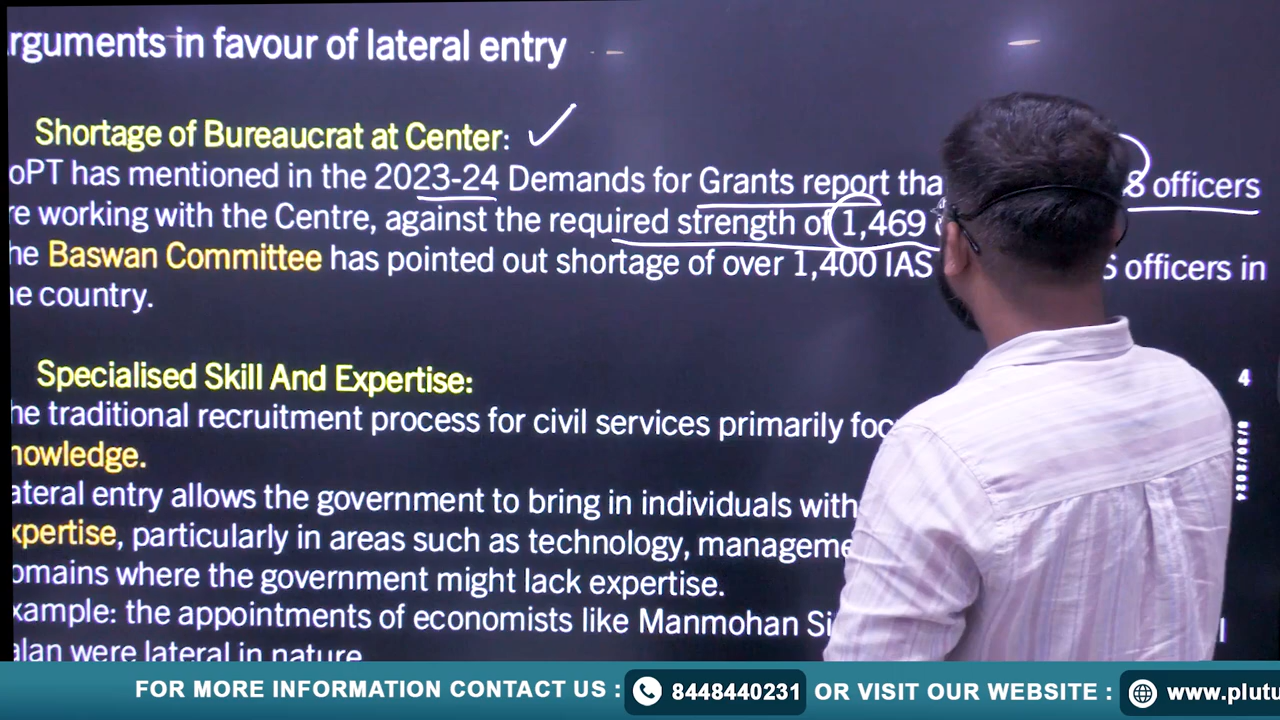 rguments in favour of lateral entry
Shortage of Bureaucrat at Center:
oPT has mentioned in the 2023-24 Demands for Grants report tha 8 officers
re working with the Centre, against the required strength of 1,469
he Baswan Committee has pointed out shortage of over 1,400 IAS S officers in
e country.
Specialised Skill And Expertise:
he traditional recruitment process for civil services primarily foc
nowledge.
ateral entry allows the government to bring in individuals with
xpertise, particularly in areas such as technology, manageme
omains where the government might lack expertise.
xample: the appointments of economists like Manmohan Si
alan were lateral in nature
4
8/30/2024
FOR MORE INFORMATION CONTACT US : 8448440231 OR VISIT OUR WEBSITE : www.plutu